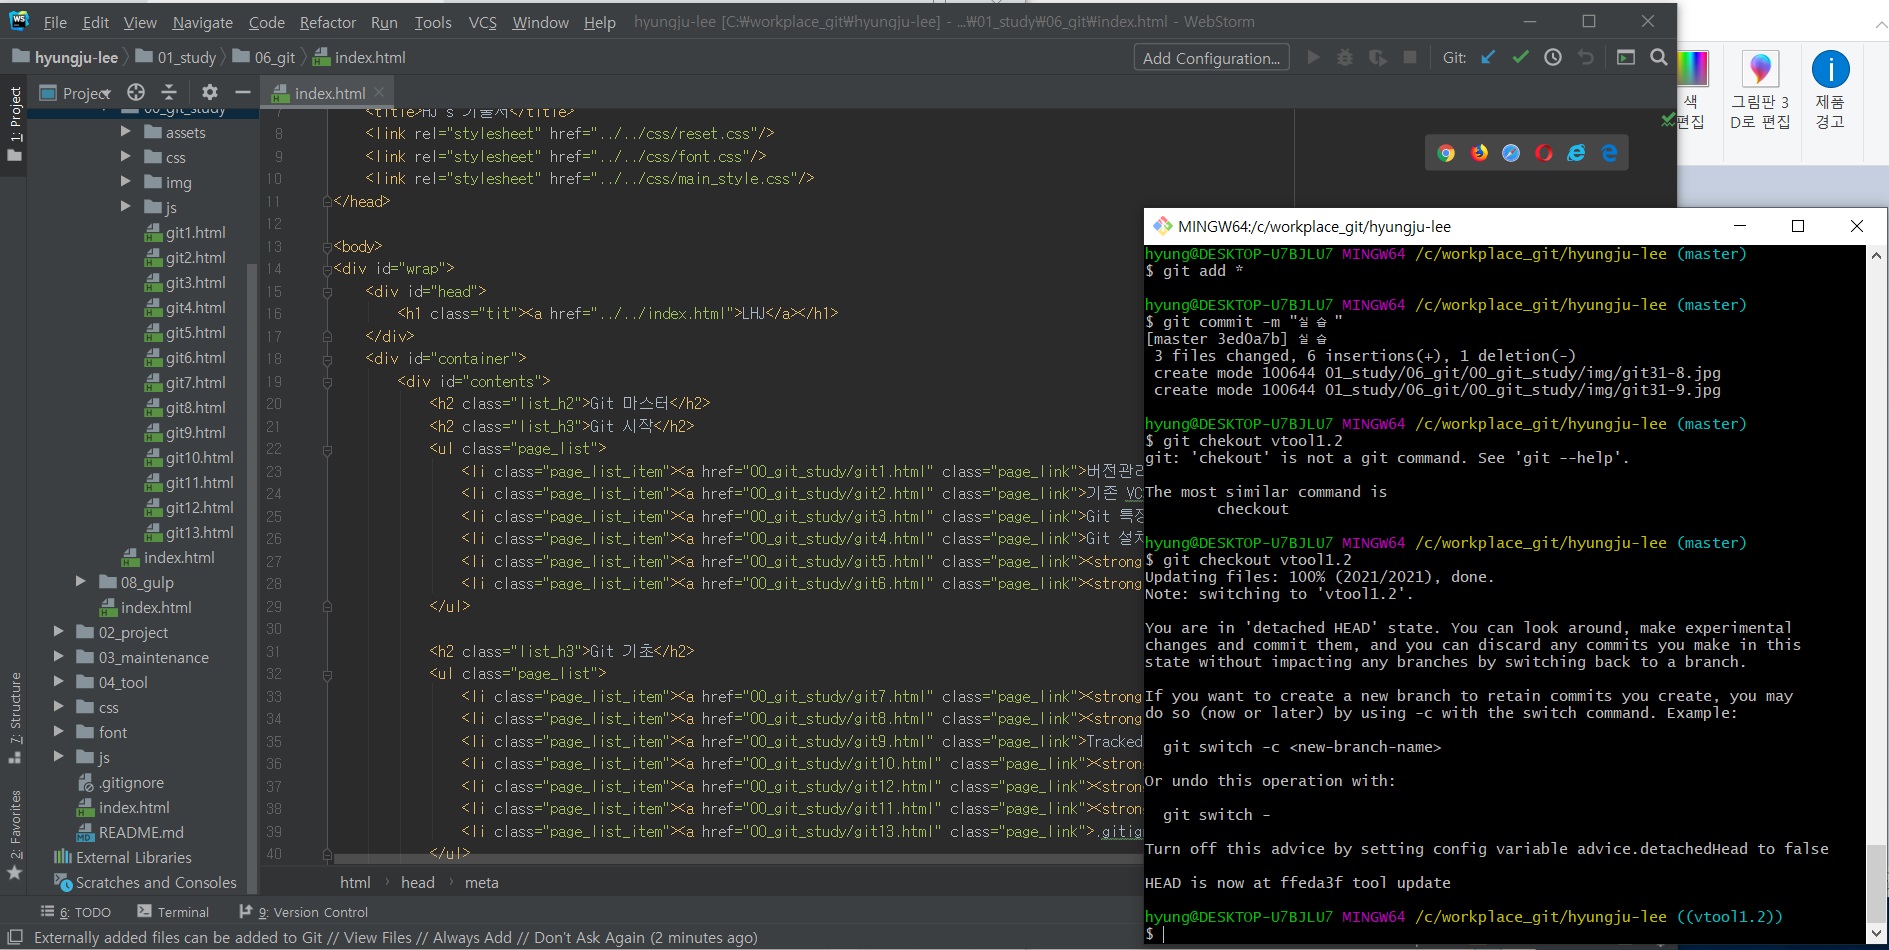 File Edit View Navigate Code Refactor Run Tools VCS Window Help hyungju-lee [C:₩workplace_git₩hyungju-lee] - ...₩01_study₩06_git₩index.html - WebStorm
hyungju-lee 01_study 06_git index.html Add Configuration... Git:
1: Project
7: Structure
2: Favorites
Project
00_git_study
assets
css
img
js
git1.html
git2.html
git3.html
git4.html
git5.html
git6.html
git7.html
git8.html
git9.html
git10.html
git11.html
git12.html
git13.html
index.html
08_gulp
index.html
02_project
03_maintenance
04_tool
css
font
js
.gitignore
index.html
README.md
External Libraries
Scratches and Consoles
index.html
7 <title>HJ's 기술서</title>
8 <link rel="stylesheet" href="../../css/reset.css"/>
9 <link rel="stylesheet" href="../../css/font.css"/>
10 <link rel="stylesheet" href="../../css/main_style.css"/>
11 </head>
12
13 <body>
14 <div id="wrap">
15 <div id="head">
16 <h1 class="tit"><a href="../../index.html">LHJ</a></h1>
17 </div>
18 <div id="container">
19 <div id="contents">
20 <h2 class="list_h2">Git 마스터</h2>
21 <h2 class="list_h3">Git 시작</h2>
22 <ul class="page_list">
23 <li class="page_list_item"><a href="00_git_study/git1.html" class="page_link">버전관리
24 <li class="page_list_item"><a href="00_git_study/git2.html" class="page_link">기존 VC
25 <li class="page_list_item"><a href="00_git_study/git3.html" class="page_link">Git 특징
26 <li class="page_list_item"><a href="00_git_study/git4.html" class="page_link">Git 설치
27 <li class="page_list_item"><a href="00_git_study/git5.html" class="page_link"><strong
28 <li class="page_list_item"><a href="00_git_study/git6.html" class="page_link"><strong
29 </ul>
30
31 <h2 class="list_h3">Git 기초</h2>
32 <ul class="page_list">
33 <li class="page_list_item"><a href="00_git_study/git7.html" class="page_link"><strong
34 <li class="page_list_item"><a href="00_git_study/git8.html" class="page_link"><strong
35 <li class="page_list_item"><a href="00_git_study/git9.html" class="page_link">Tracked
36 <li class="page_list_item"><a href="00_git_study/git10.html" class="page_link"><stron
37 <li class="page_list_item"><a href="00_git_study/git12.html" class="page_link"><stron
38 <li class="page_list_item"><a href="00_git_study/git11.html" class="page_link"><stron
39 <li class="page_list_item"><a href="00_git_study/git13.html" class="page_link">.gitig
40 </ul>
html head meta
6: TODO Terminal 9: Version Control
Externally added files can be added to Git // View Files // Always Add // Don't Ask Again (2 minutes ago)
색
편집
그림판 3
D로 편집
제품
경고
MINGW64:/c/workplace_git/hyungju-lee
hyung@DESKTOP-U7BJLU7 MINGW64 /c/workplace_git/hyungju-lee (master)
$ git add *
hyung@DESKTOP-U7BJLU7 MINGW64 /c/workplace_git/hyungju-lee (master)
$ git commit -m "실습"
[master 3ed0a7b] 실습
3 files changed, 6 insertions(+), 1 deletion(-)
create mode 100644 01_study/06_git/00_git_study/img/git31-8.jpg
create mode 100644 01_study/06_git/00_git_study/img/git31-9.jpg
hyung@DESKTOP-U7BJLU7 MINGW64 /c/workplace_git/hyungju-lee (master)
$ git chekout vtool1.2
git: 'chekout' is not a git command. See 'git --help'.
The most similar command is
checkout
hyung@DESKTOP-U7BJLU7 MINGW64 /c/workplace_git/hyungju-lee (master)
$ git checkout vtool1.2
Updating files: 100% (2021/2021), done.
Note: switching to 'vtool1.2'.
You are in 'detached HEAD' state. You can look around, make experimental
changes and commit them, and you can discard any commits you make in this
state without impacting any branches by switching back to a branch.
If you want to create a new branch to retain commits you create, you may
do so (now or later) by using -c with the switch command. Example:
git switch -c <new-branch-name>
Or undo this operation with:
git switch -
Turn off this advice by setting config variable advice.detachedHead to false
HEAD is now at ffeda3f tool update
hyung@DESKTOP-U7BJLU7 MINGW64 /c/workplace_git/hyungju-lee ((vtool1.2))
$